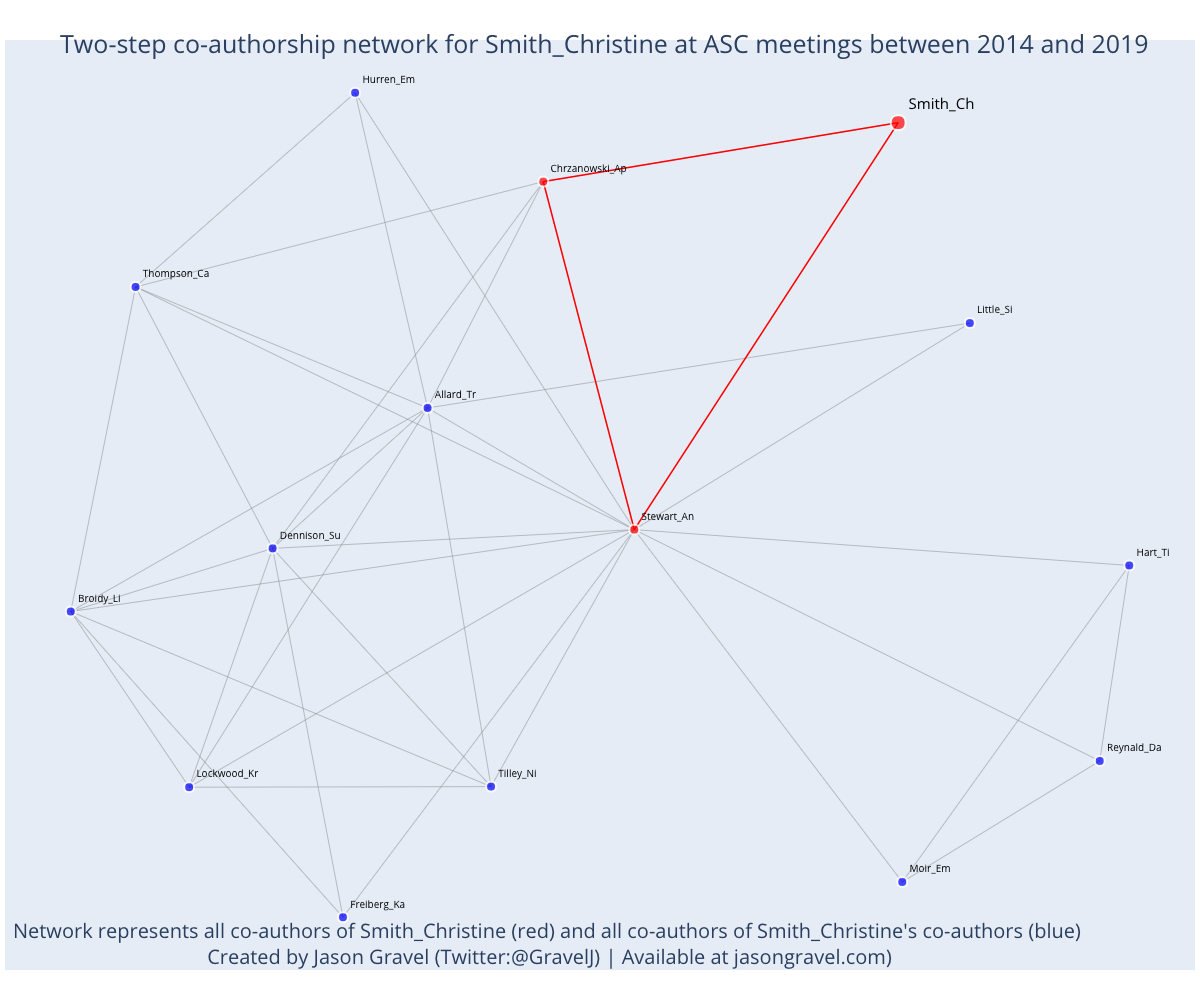 Two-step co-authorship network for Smith_Christine at ASC meetings between 2014 and 2019
Hurren_Em
Smith_Ch
Chrzanowski_Ap
Thompson_Ca
Little_Si
Allard_Tr
Stewart_An
Dennison_Su
Hart_Ti
Broidy_Li
Reynald_Da
Lockwood_Kr
Tilley_Ni
Moir_Em
Freiberg_Ka
Network represents all co-authors of Smith_Christine (red) and all co-authors of Smith_Christine's co-authors (blue)
Created by Jason Gravel (Twitter:@GravelJ) | Available at jasongravel.com)